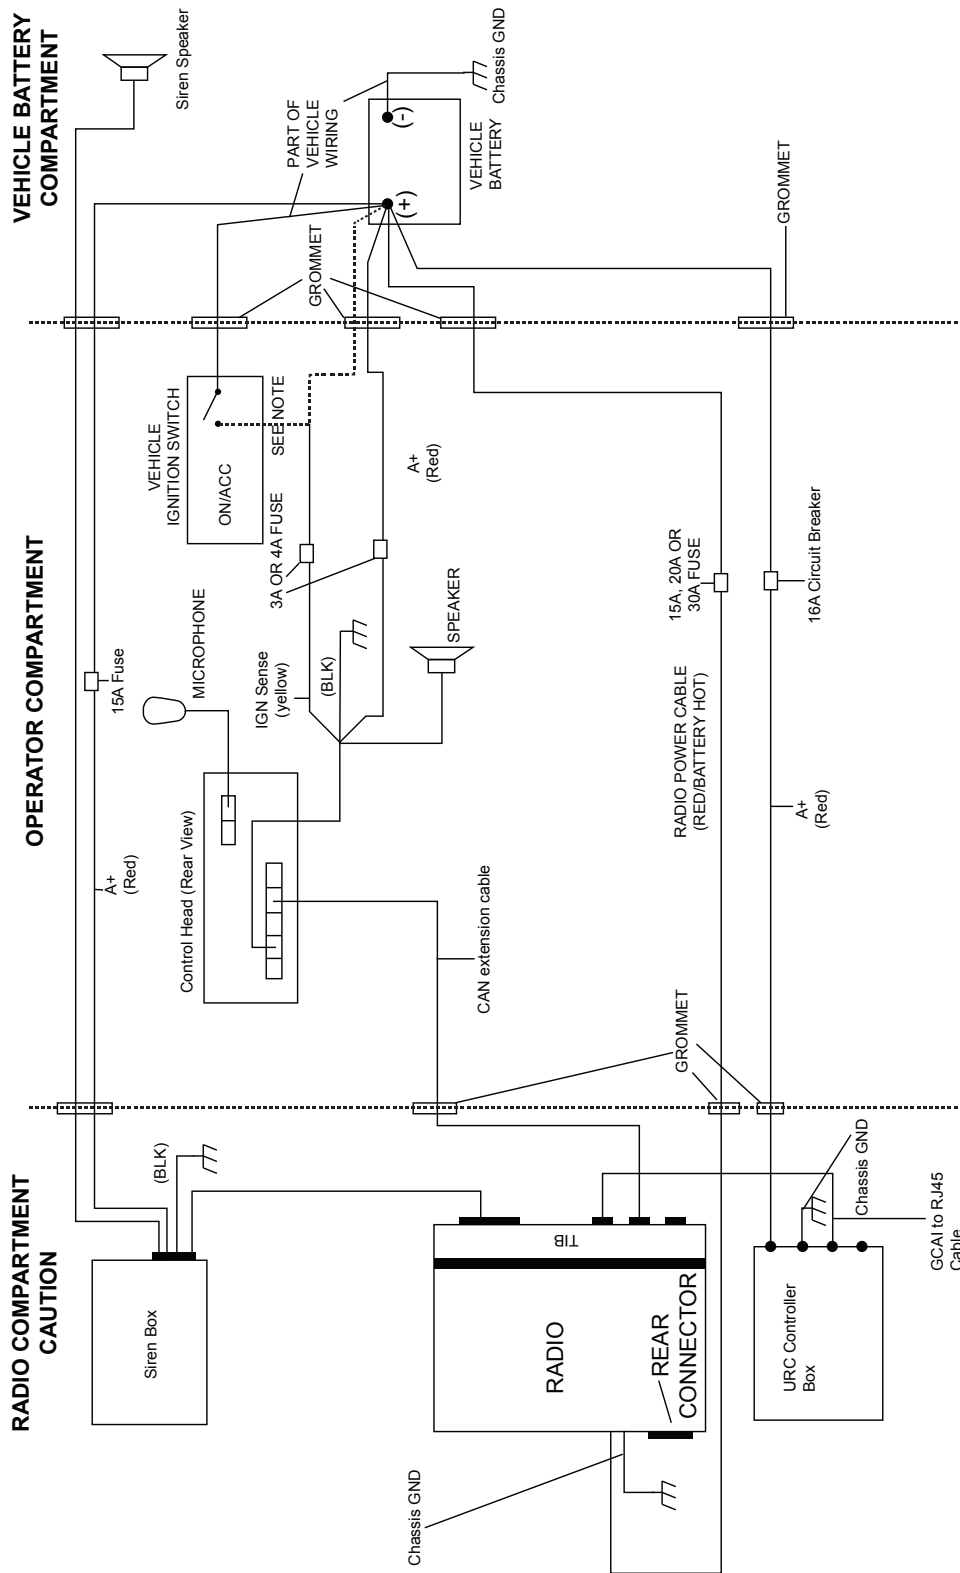 RADIO COMPARTMENT
CAUTION
OPERATOR COMPARTMENT
VEHICLE BATTERY
COMPARTMENT
Siren Box
(BLK)
A+
(Red)
15A Fuse
Siren Speaker
Control Head (Rear View)
MICROPHONE
VEHICLE
IGNITION SWITCH
ON/ACC
SEE NOTE
3A OR 4A FUSE
IGN Sense
(yellow)
(BLK)
GROMMET
PART OF
VEHICLE
WIRING
(+)
(-)
Chassis GND
VEHICLE
BATTERY
A+
(Red)
SPEAKER
CAN extension cable
Chassis GND
RADIO
TIB
REAR
CONNECTOR
GROMMET
RADIO POWER CABLE
(RED/BATTERY HOT)
15A, 20A OR
30A FUSE
URC Controller
Box
Chassis GND
GCAI to RJ45
Cable
A+
(Red)
16A Circuit Breaker
GROMMET